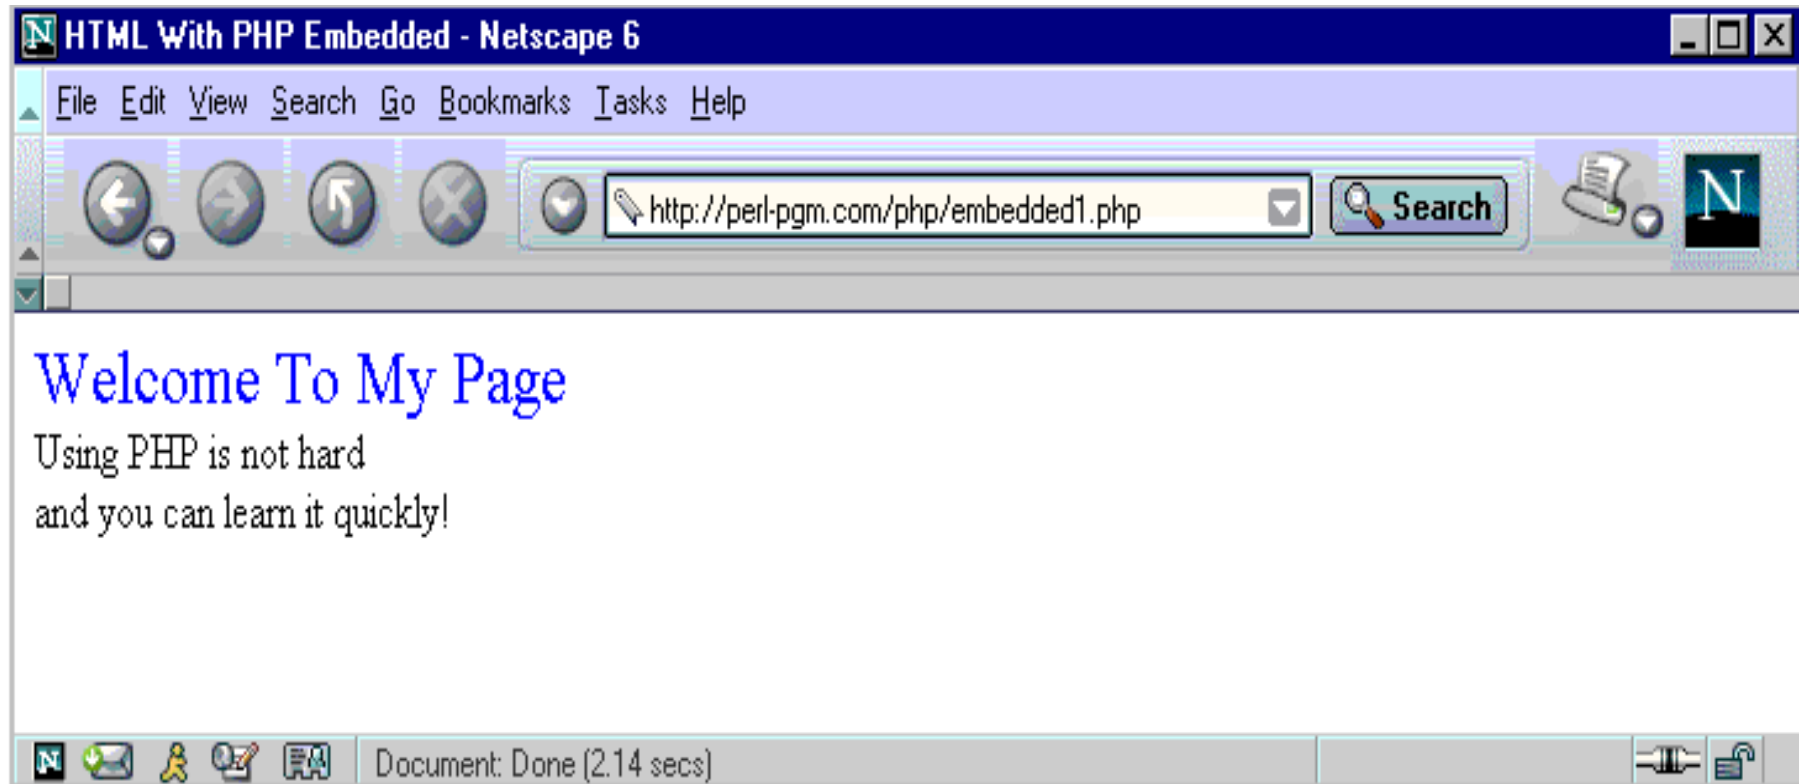 HTML With PHP Embedded - Netscape 6
File Edit View Search Go Bookmarks Tasks Help
http://perl-pgm.com/php/embedded1.php Search N
Welcome To My Page
Using PHP is not hard
and you can learn it quickly!
N Document: Done (2.14 secs)